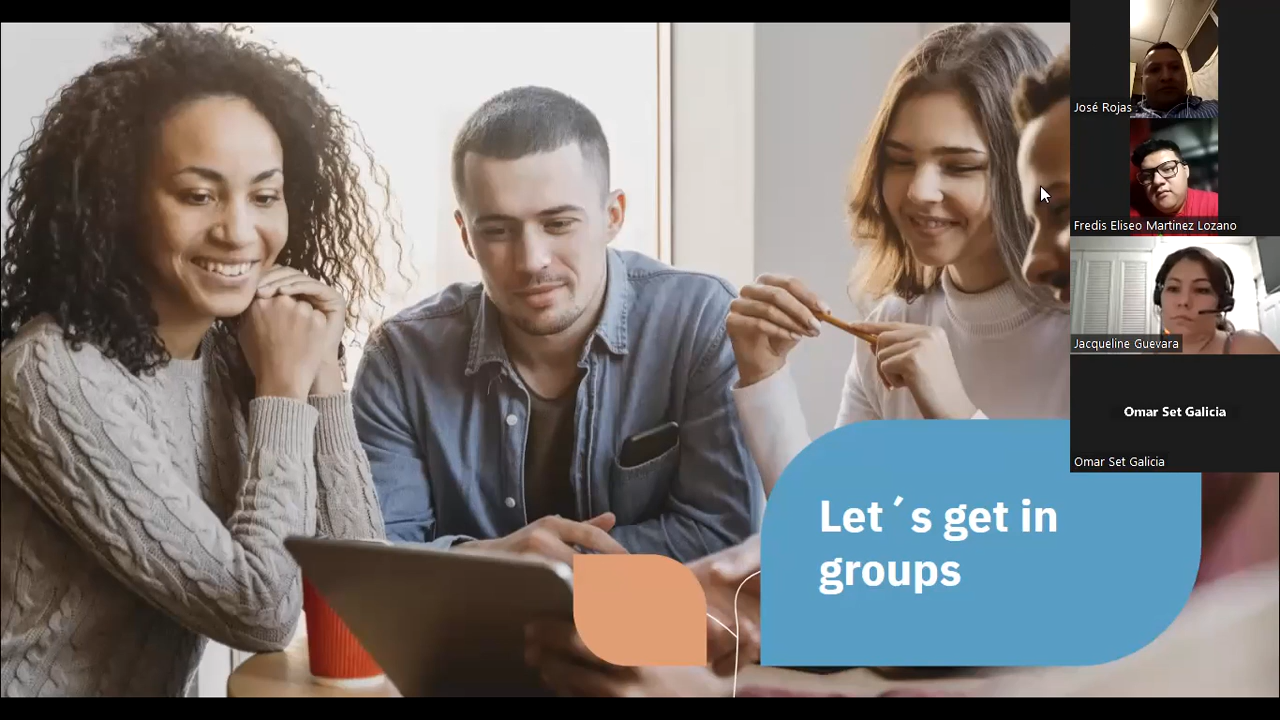 José Rojas
Fredis Eliseo Martinez Lozano
Jacqueline Guevara
Omar Set Galicia
Omar Set Galicia
Let´s get in
groups